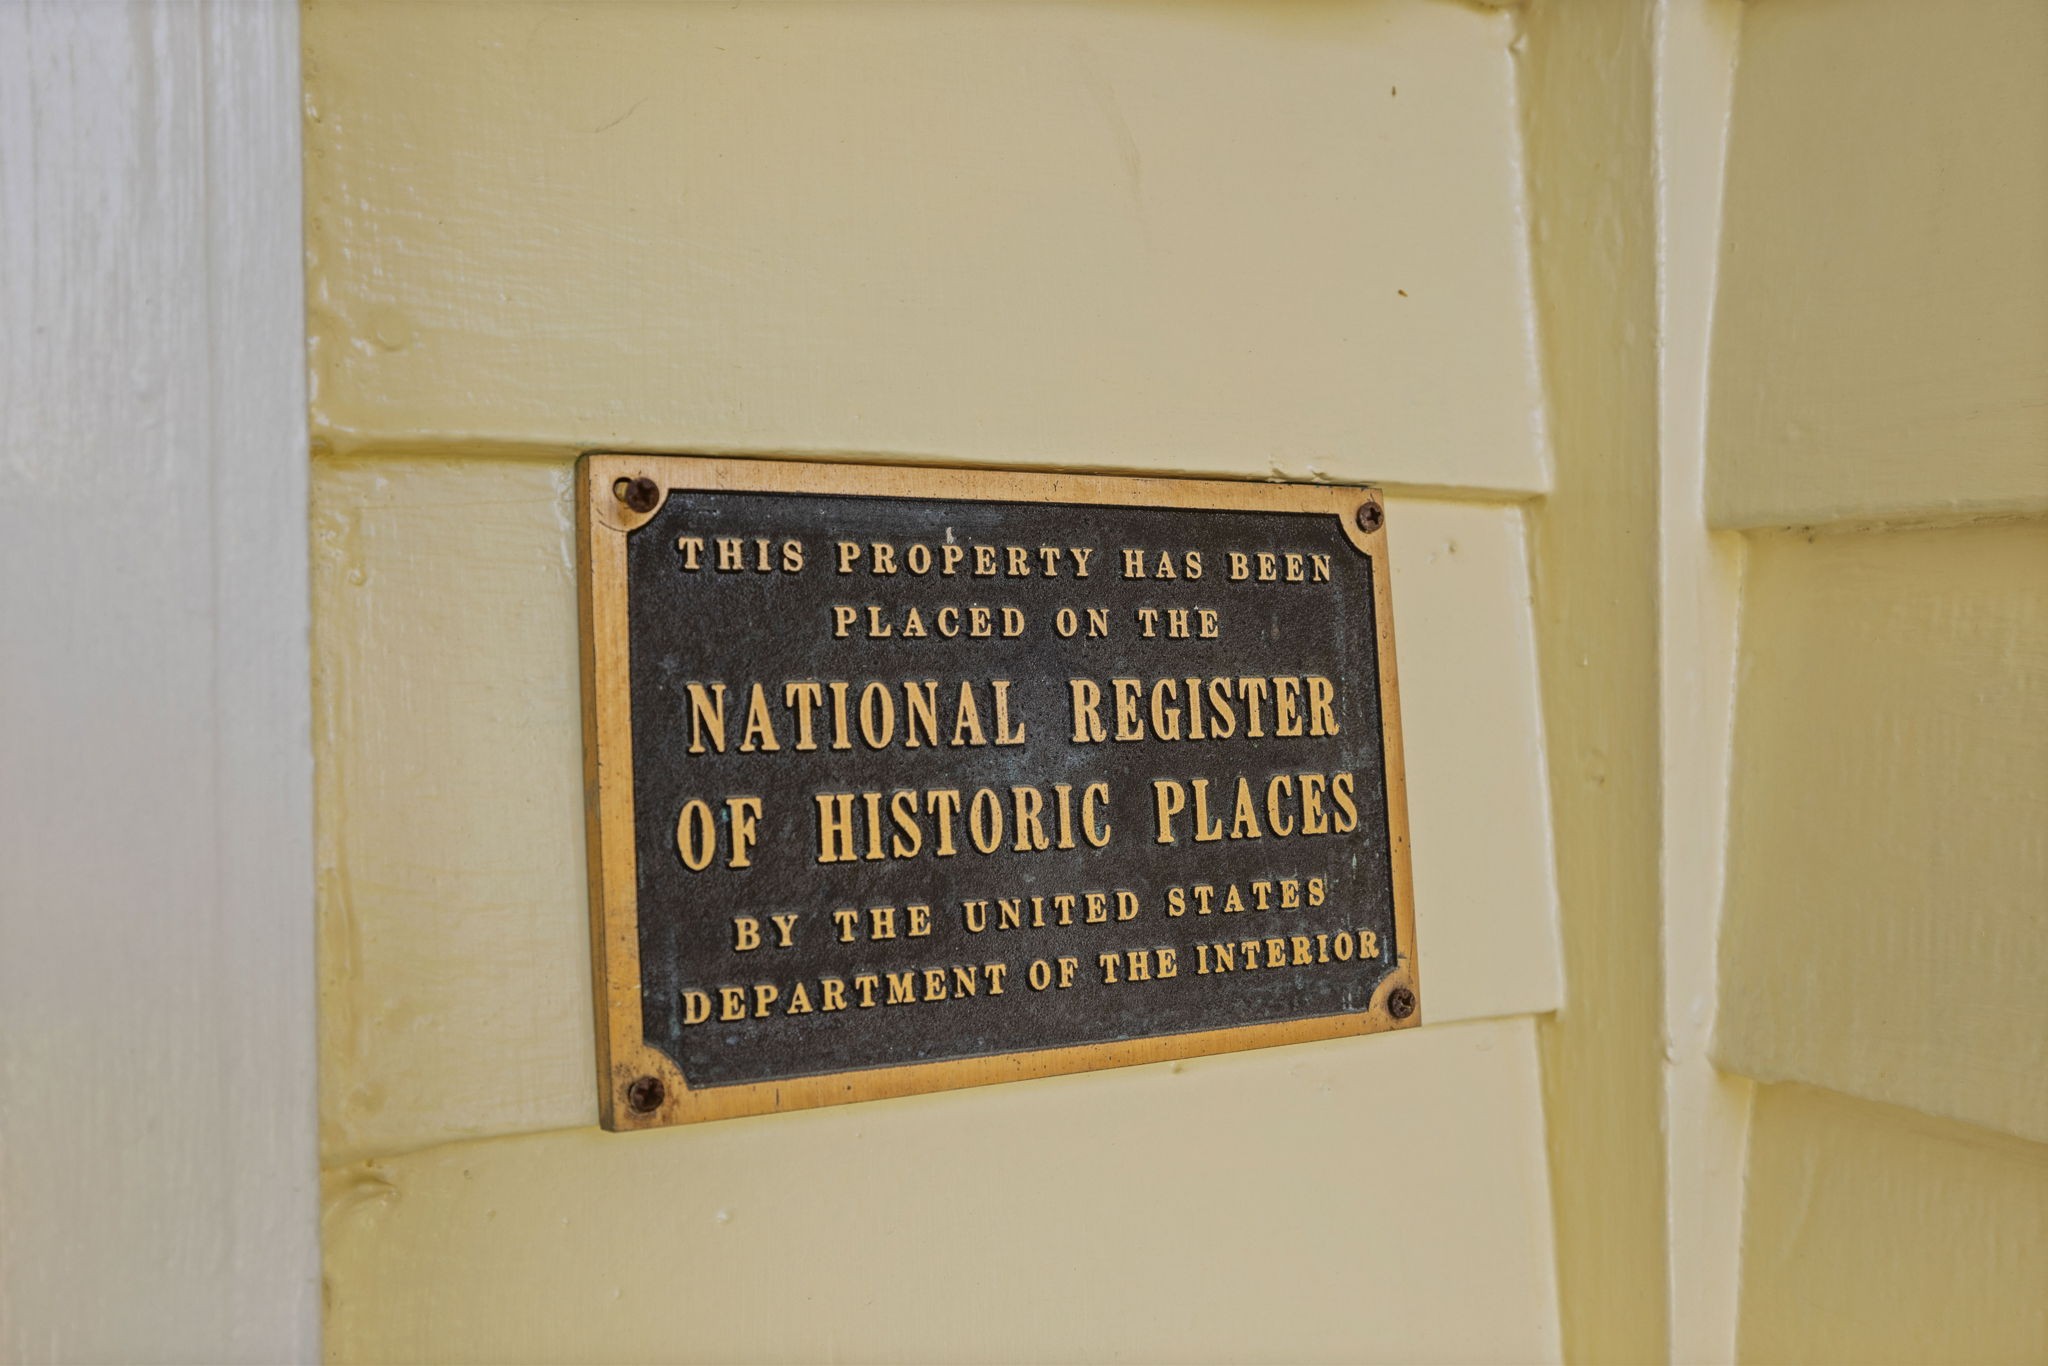 THIS PROPERTY HAS BEEN
PLACED ON THE
NATIONAL REGISTER
OF HISTORIC PLACES
BY THE UNITED STATES
DEPARTMENT OF THE INTERIOR